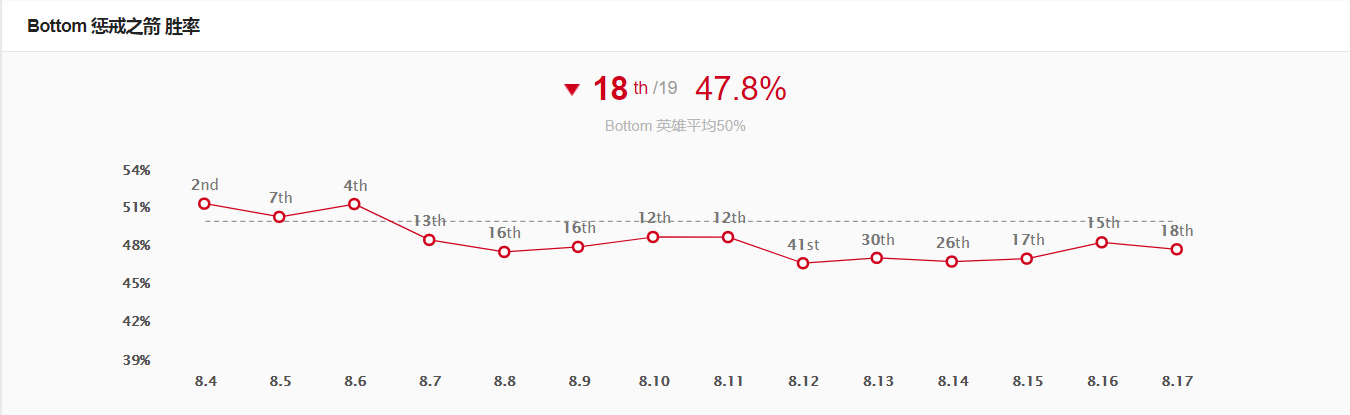 Bottom 惩戒之箭 胜率
18 th /19 47.8%
Bottom 英雄平均50%
54%
51%
48%
45%
42%
39%
2nd 7th 4th 13th 16th 16th 12th 12th 41st 30th 26th 17th 15th 18th
8.4 8.5 8.6 8.7 8.8 8.9 8.10 8.11 8.12 8.13 8.14 8.15 8.16 8.17